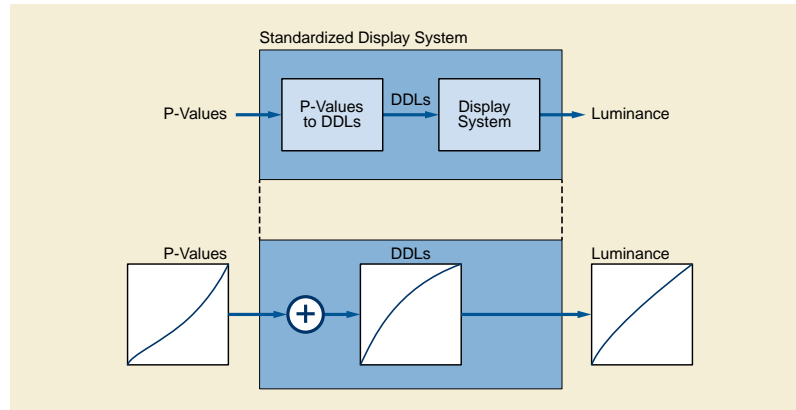 Standardized Display System
P-Values
P-Values
to DDLs
DDLs
Display
System
Luminance
P-Values
DDLs
Luminance
+